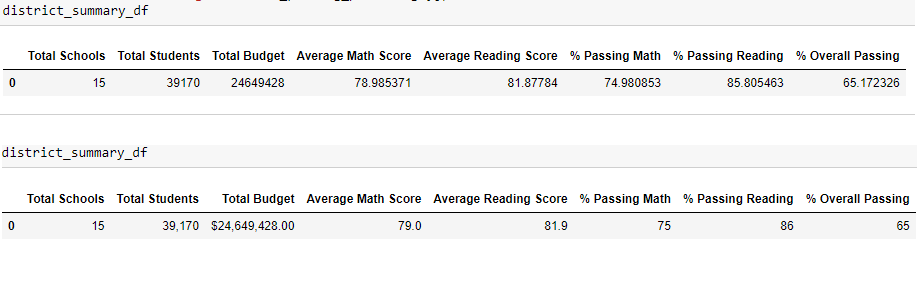 district_summary_df
Total Schools Total Students Total Budget Average Math Score Average Reading Score % Passing Math % Passing Reading % Overall Passing
0 15 39170 24649428 78.985371 81.87784 74.980853 85.805463 65.172326
district_summary_df
Total Schools Total Students Total Budget Average Math Score Average Reading Score % Passing Math % Passing Reading % Overall Passing
0 15 39,170 $24,649,428.00 79.0 81.9 75 86 65